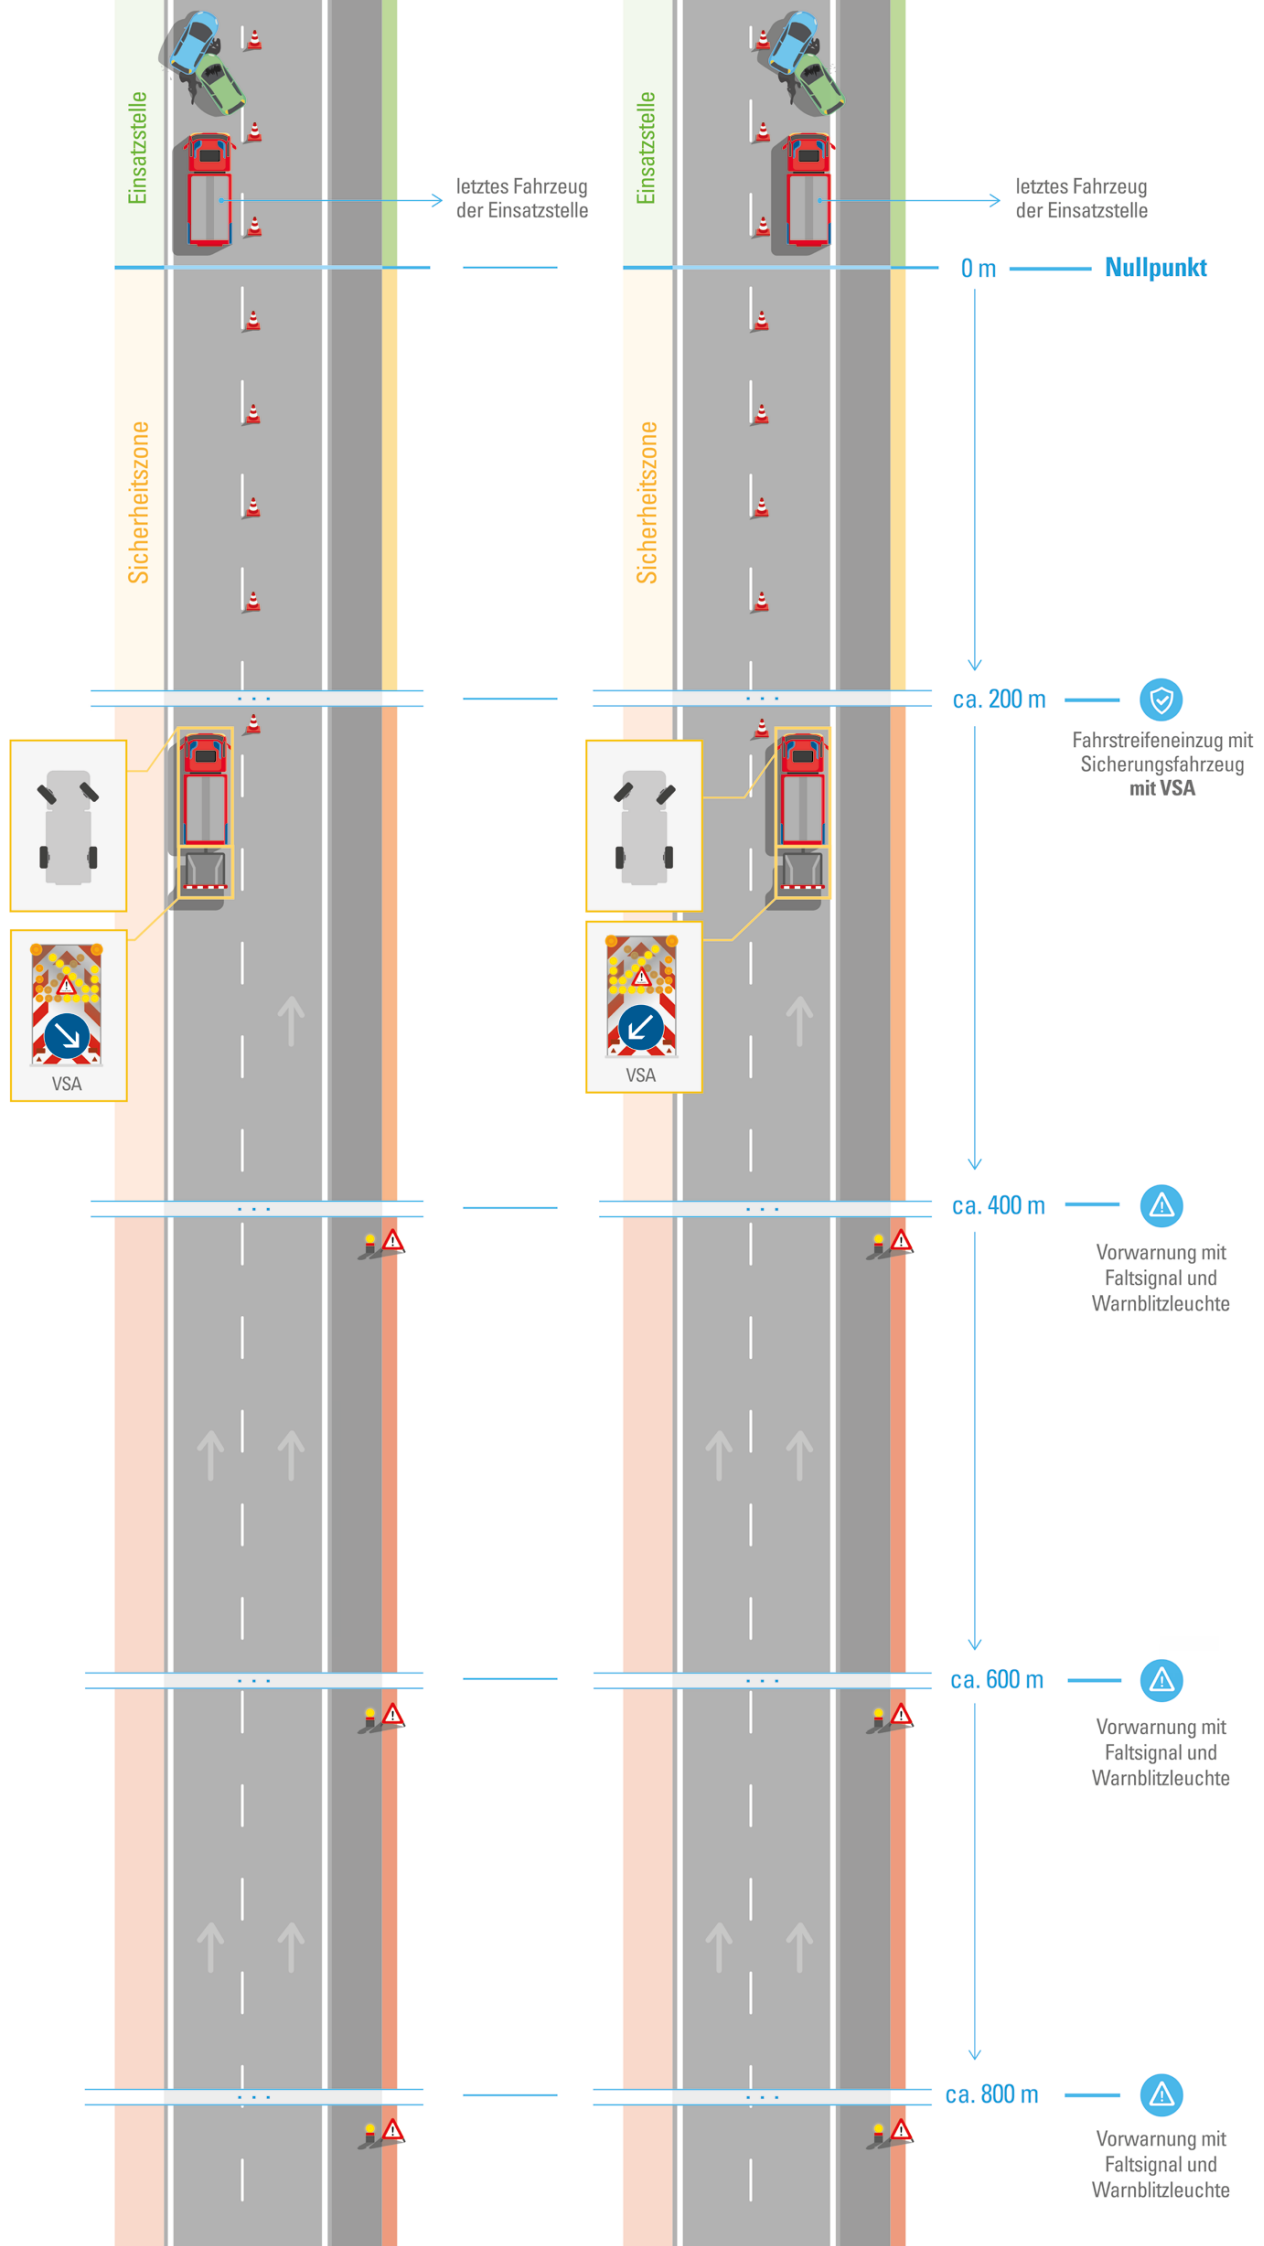 Einsatzstelle
Einsatzstelle
letztes Fahrzeug
der Einsatzstelle
letztes Fahrzeug
der Einsatzstelle
0 m
Nullpunkt
Sicherheitszone
Sicherheitszone
ca. 200 m
Fahrstreifeneinzug mit
Sicherungsfahrzeug
mit VSA
VSA
VSA
ca. 400 m
Vorwarnung mit
Faltsignal und
Warnblitzleuchte
ca. 600 m
Vorwarnung mit
Faltsignal und
Warnblitzleuchte
ca. 800 m
Vorwarnung mit
Faltsignal und
Warnblitzleuchte